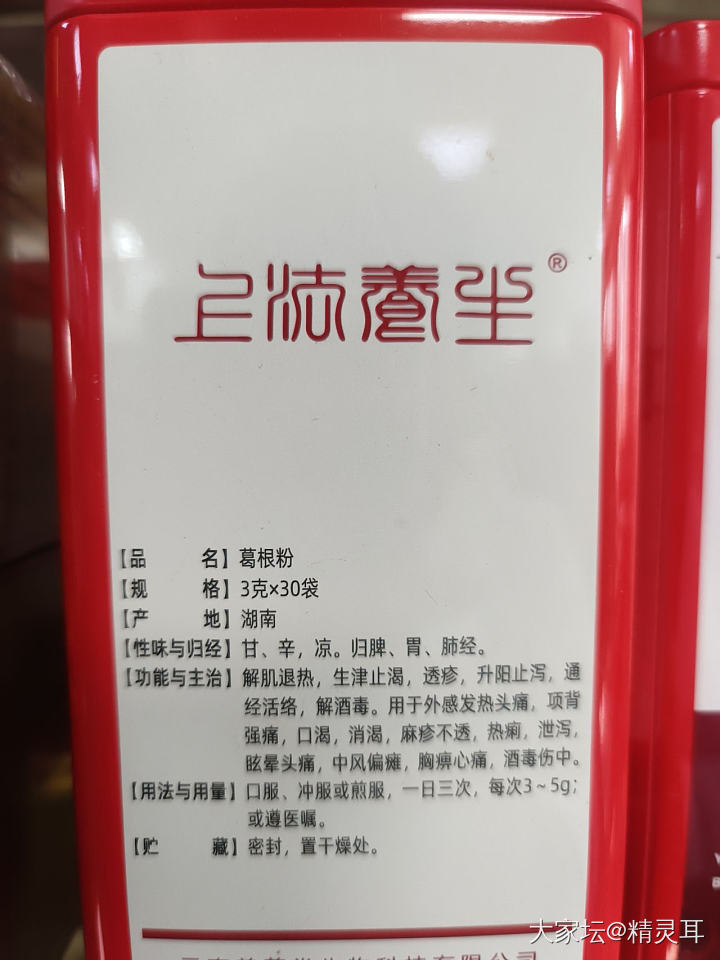 上法養生®
【品 名】葛根粉
【规 格】3克×30袋
【产 地】湖南
【性味与归经】甘、辛，凉。归脾、胃、肺经。
【功能与主治】解肌退热，生津止渴，透疹，升阳止泻，通
经活络，解酒毒。用于外感发热头痛，项背
强痛，口渴，消渴，麻疹不透，热痢，泄泻，
眩晕头痛，中风偏瘫，胸痹心痛，酒毒伤中。
【用法与用量】口服、冲服或煎服，一日三次，每次3~5g；
或遵医嘱。
【贮 藏】密封，置干燥处。
大家坛@精灵耳